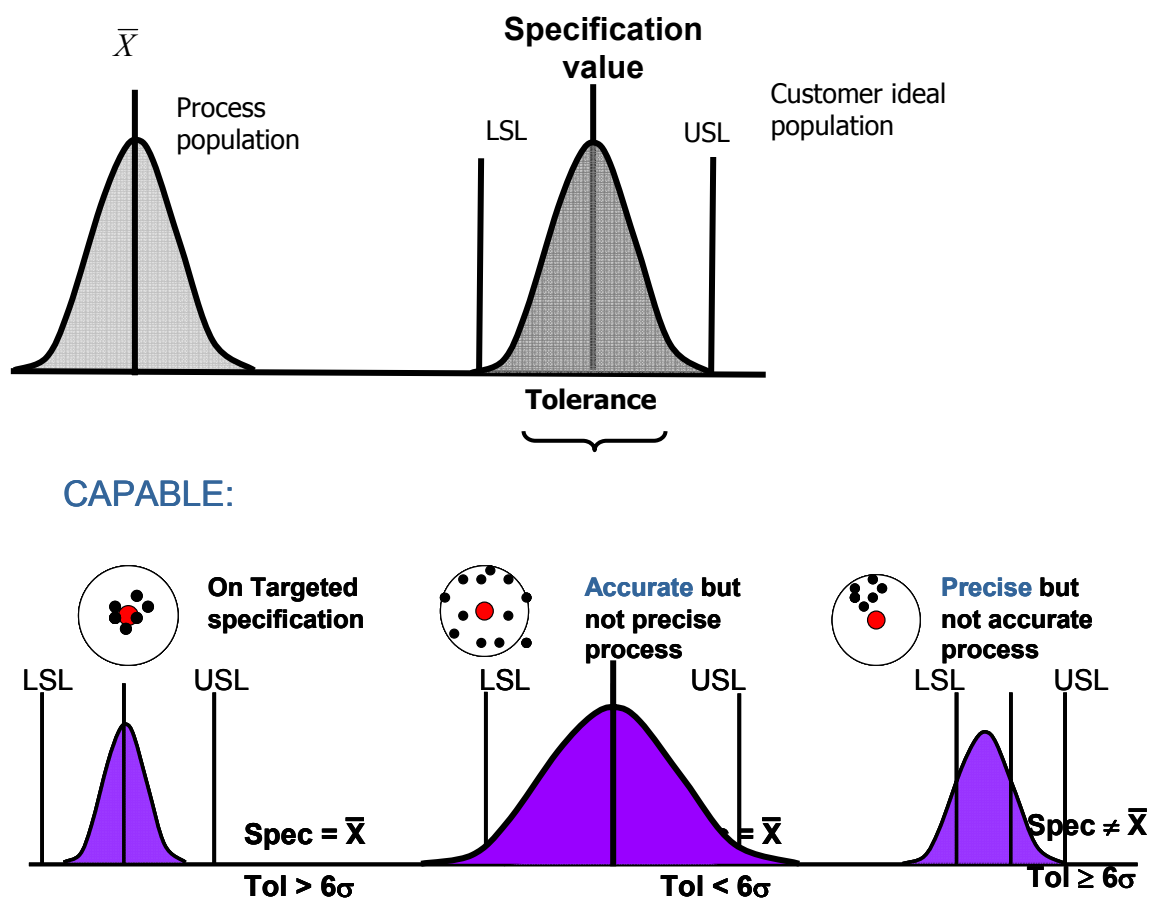 X̅
Specification
value
Process
population
LSL
USL
Customer ideal
population
Tolerance
CAPABLE:
On Targeted
specification
Accurate but
not precise
process
Precise but
not accurate
process
LSL
USL
LSL
USL
LSL
USL
Spec = X̅
= X̅
Spec ≠ X̅
Tol > 6σ
Tol < 6σ
Tol ≥ 6σ